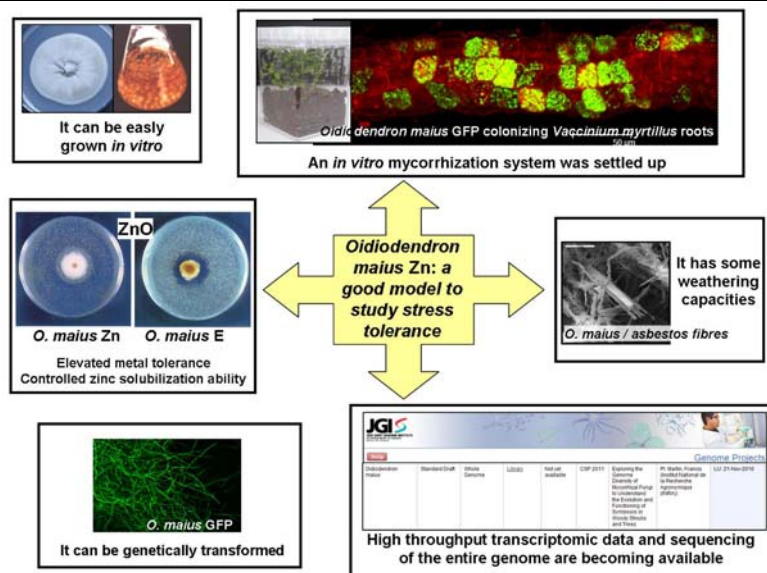 It can be easly
grown in vitro
Oidiodendron maius GFP colonizing Vaccinium myrtillus roots
50 um
An in vitro mycorrhization system was settled up
ZnO
O. maius Zn
O. maius E
Elevated metal tolerance
Controlled zinc solubilization ability
Oidiodendron
maius Zn: a
good model to
study stress
tolerance
It has some
weathering
capacities
O. maius / asbestos fibres
O. maius GFP
It can be genetically transformed
JGI
Genome Projects
Oidiodendron
maius
Standard Draft
Whole
Genome
Library
Not yet
available
CSP 2011
Exploring the
Genome
Diversity of
Mycorrhizal Fungi
to Understand
the Evolution and
Functioning of
Symbiosis in
Woody Shrubs
and Trees
PI: Martin, Francis
(Institut National de
la Recherche
Agronomique
LU: 21-Nov-2010
High throughput transcriptomic data and sequencing
of the entire genome are becoming available